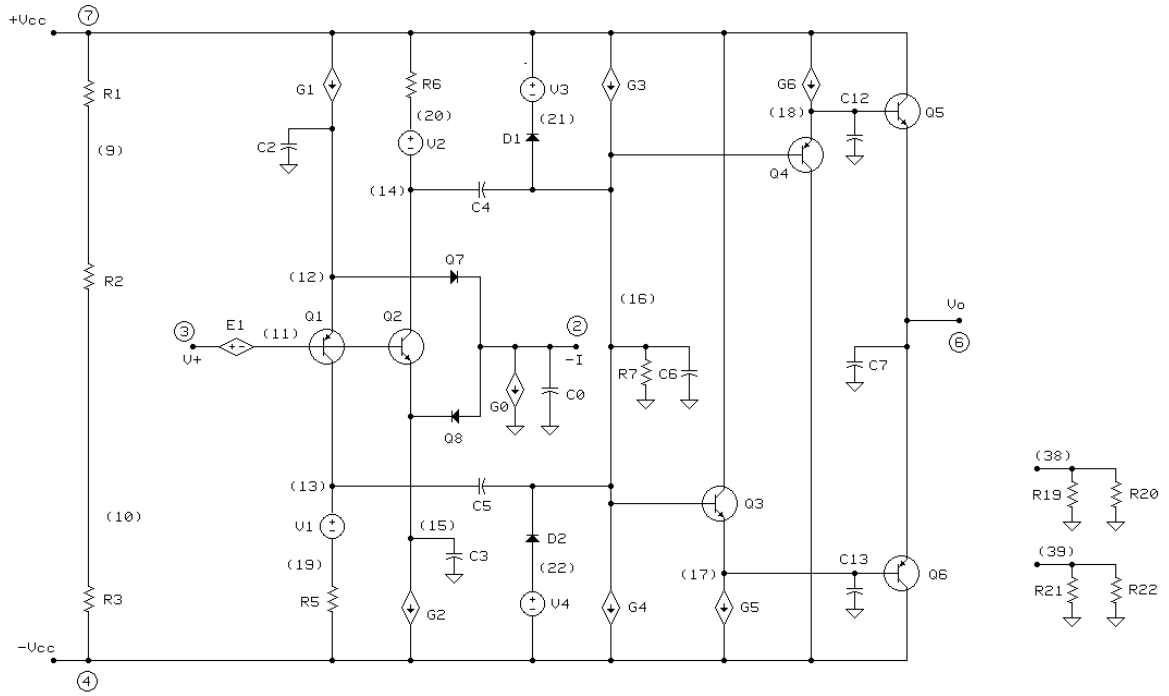 +Vcc
7
R1
G1
R6
V3
G3
G6
C12
Q5
(9)
C2
(20)
V2
D1
(21)
(18)
Q4
(14)
C4
R2
(12)
Q7
(16)
Vo
3
E1
(11)
Q1
Q2
2
6
V+
-I
R7
C6
C7
G0
C0
Q8
(13)
C5
(38)
R19
R20
Q3
(10)
V1
(15)
C3
D2
(39)
(19)
(22)
(17)
C13
Q6
R3
R5
G2
V4
G4
G5
R21
R22
-Vcc
4